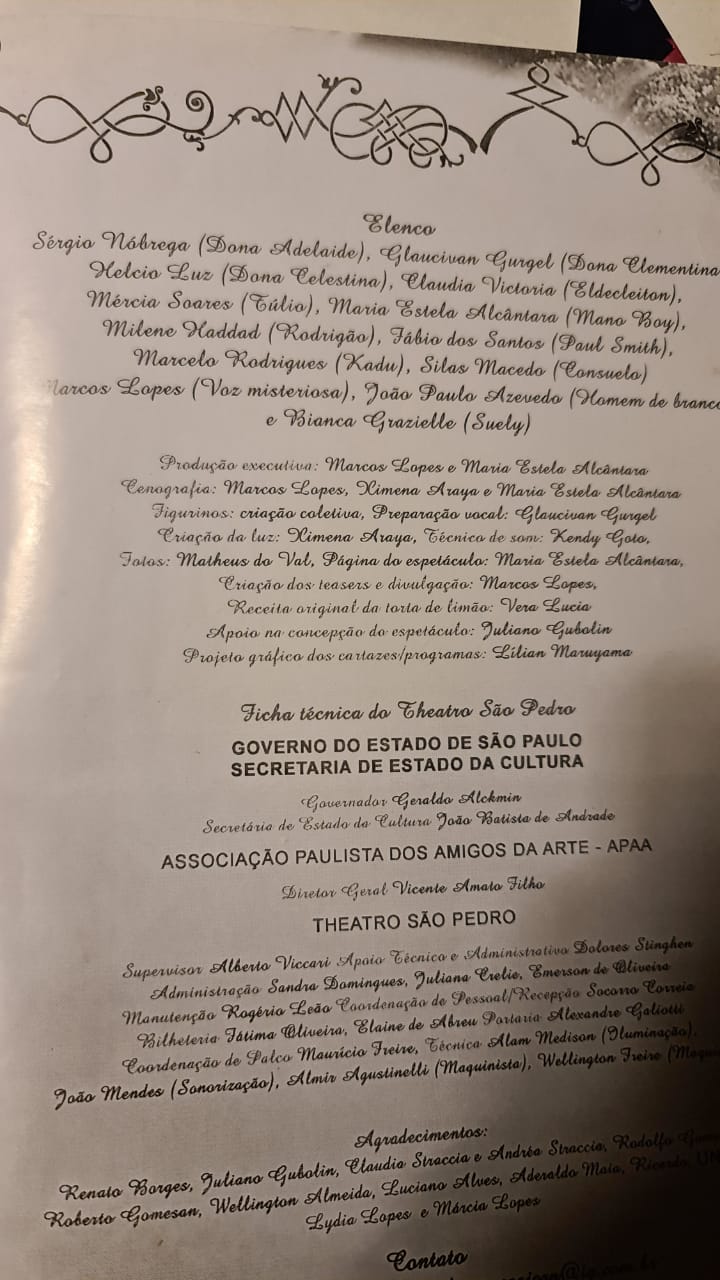 Elenco
Sérgio Nóbrega (Dona Adelaide), Glaucivan Gurgel (Dona Clementina
Helcio Luz (Dona Celestina), Claudia Victoria (Eldecleiton),
Mércia Soares (Túlio), Maria Estela Alcântara (Mano Boy),
Milene Haddad (Rodrigão), Fábio dos Santos (Paul Smith),
Marcelo Rodrigues (Kadu), Silas Macedo (Consuelo)
Marcos Lopes (Voz misteriosa), João Paulo Azevedo (Homem de branco
e Bianca Grazielle (Suely)
Produção executiva: Marcos Lopes e Maria Estela Alcântara
Cenografia: Marcos Lopes, Ximena Araya e Maria Estela Alcântara
Figurinos: criação coletiva, Preparação vocal: Glaucivan Gurgel
Criação da luz: Ximena Araya, Técnico de som: Kendy Goto,
Fotos: Matheus do Val, Página do espetáculo: Maria Estela Alcântara,
Criação dos teasers e divulgação: Marcos Lopes,
Receita original da torta de limão: Vera Lucia
Apoio na concepção do espetáculo: Juliano Gubolin
Projeto gráfico dos cartazes/programas: Lílian Maruyama
Ficha técnica do Theatro São Pedro
GOVERNO DO ESTADO DE SÃO PAULO
SECRETARIA DE ESTADO DA CULTURA
Governador Geraldo Alckmin
Secretária de Estado da Cultura João Batista de Andrade
ASSOCIAÇÃO PAULISTA DOS AMIGOS DA ARTE - APAA
Diretor Geral Vicente Amato Filho
THEATRO SÃO PEDRO
Supervisor Alberto Viccari Apoio Técnico e Administrativo Dolores Stinghen
Administração Sandra Domingues, Juliana Crelie, Emerson de Oliveira
Manutenção Rogério Leão Coordenação de Pessoal/Recepção Socorro Correia
Bilheteria Fátima Oliveira, Elaine de Abreu Portaria Alexandre Galiotti
Coordenação de Palco Maurício Freire, Técnica Alam Medison (Iluminação),
João Mendes (Sonorização), Almir Agustinelli (Maquinista), Wellington Freire
Agradecimentos:
Renato Borges, Juliano Gubolin, Claudia Straccia e Andréa Straccia, Rodolfo
Roberto Gomesan, Wellington Almeida, Luciano Alves, Aderaldo Maia, Ricardo
Lydia Lopes e Márcia Lopes
Contato